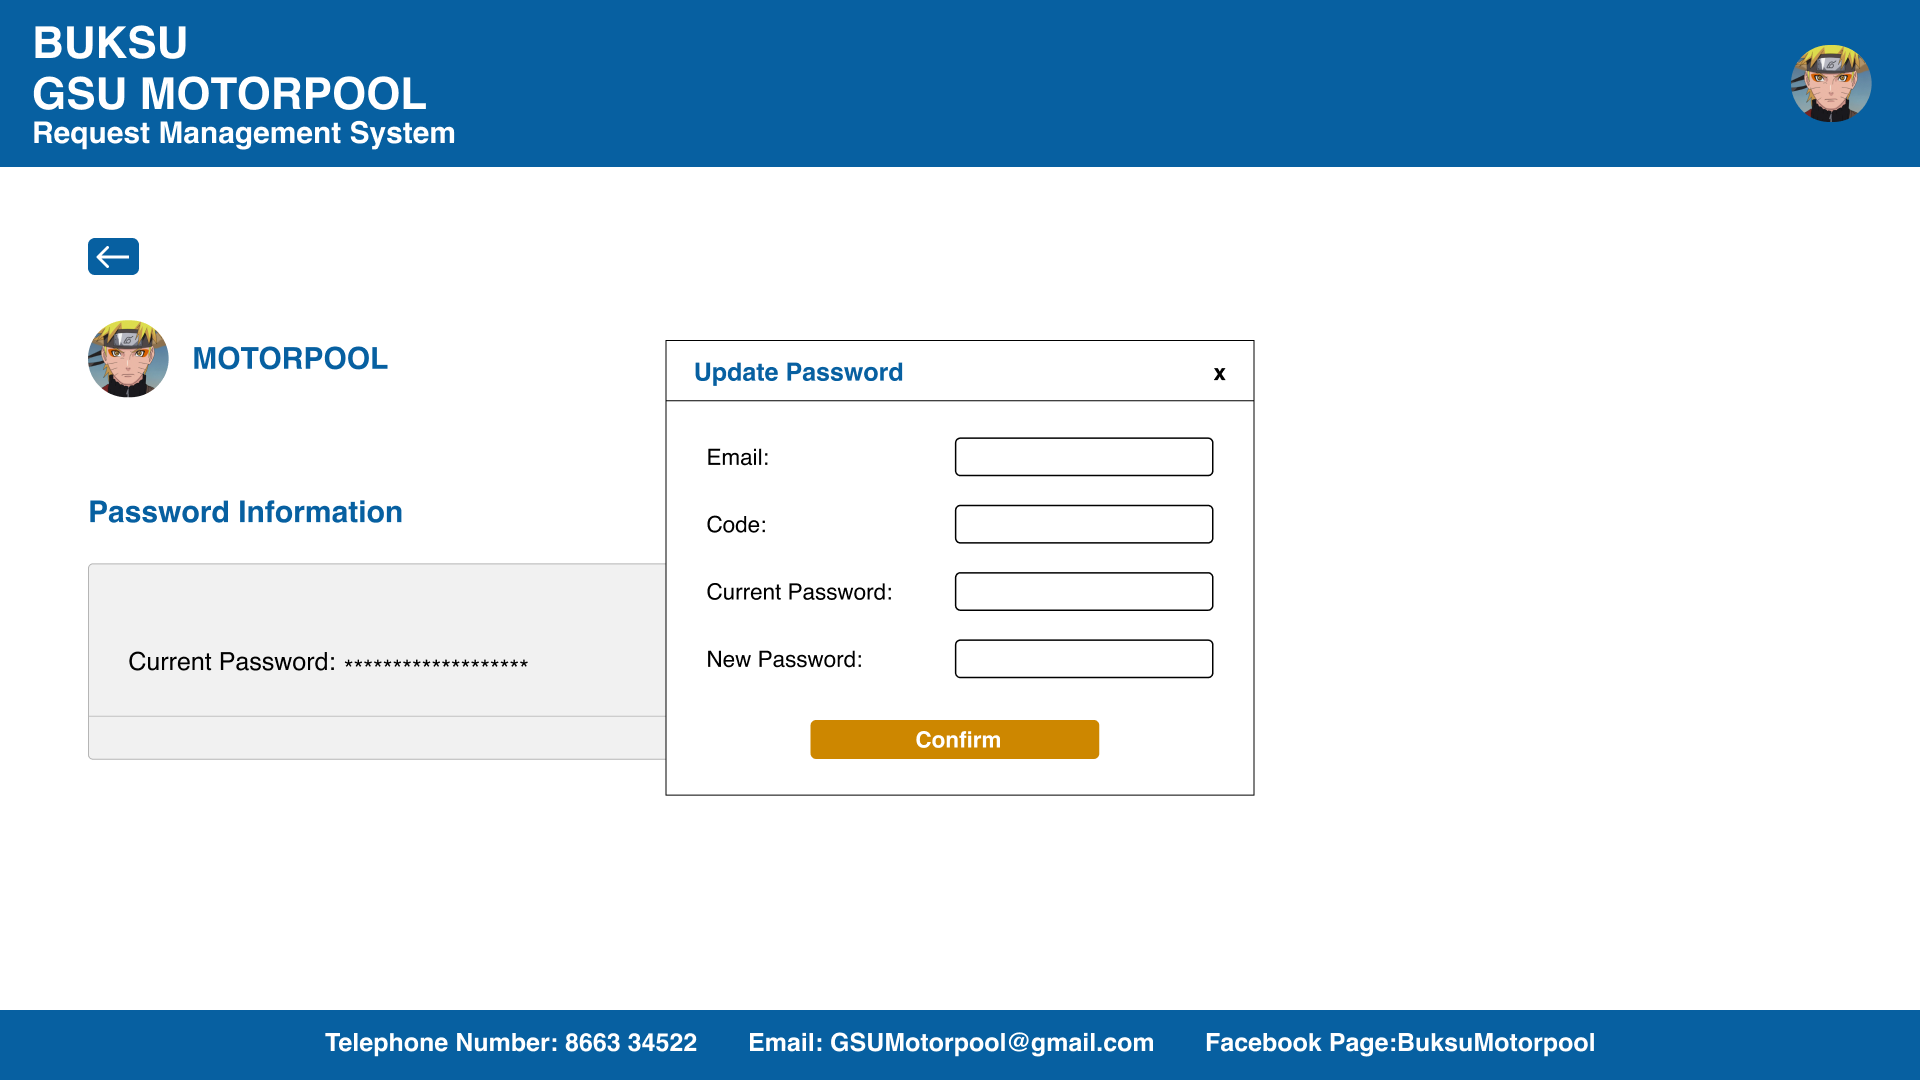 BUKSU
GSU MOTORPOOL
Request Management System
MOTORPOOL
Password Information
Current Password: *******************
Update Password
x
Email:
Code:
Current Password:
New Password:
Confirm
Telephone Number: 8663 34522 Email: GSUMotorpool@gmail.com Facebook Page:BuksuMotorpool